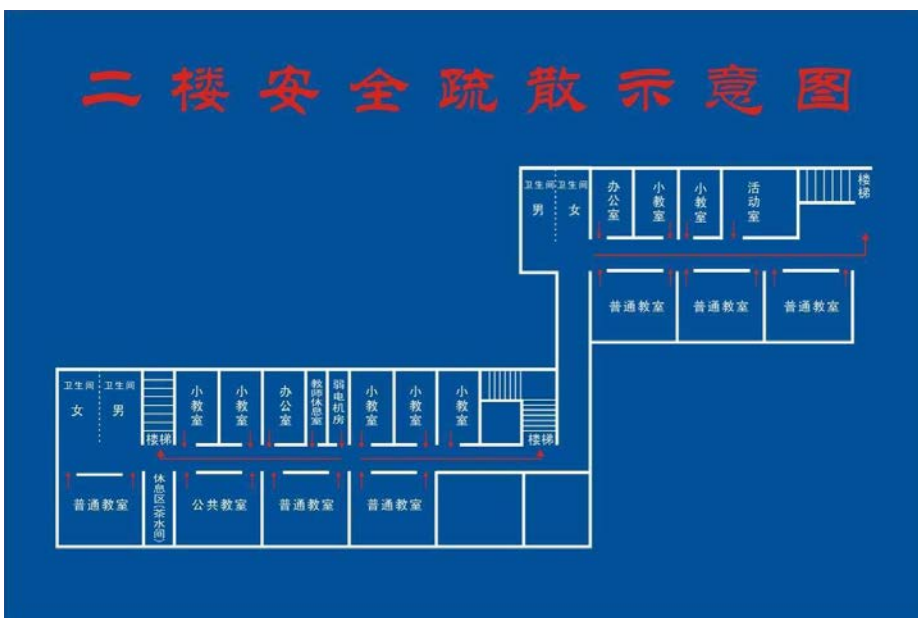 二楼安全疏散示意图
卫生间 卫生间
男 女
办公室
小教室
小教室
活动室
楼梯
普通教室 普通教室 普通教室
卫生间 卫生间
女 男
楼梯
小教室
小教室
办公室
教师休息室
弱电机房
小教室
小教室
小教室
楼梯
普通教室
休息区(茶水间)
公共教室
普通教室
普通教室